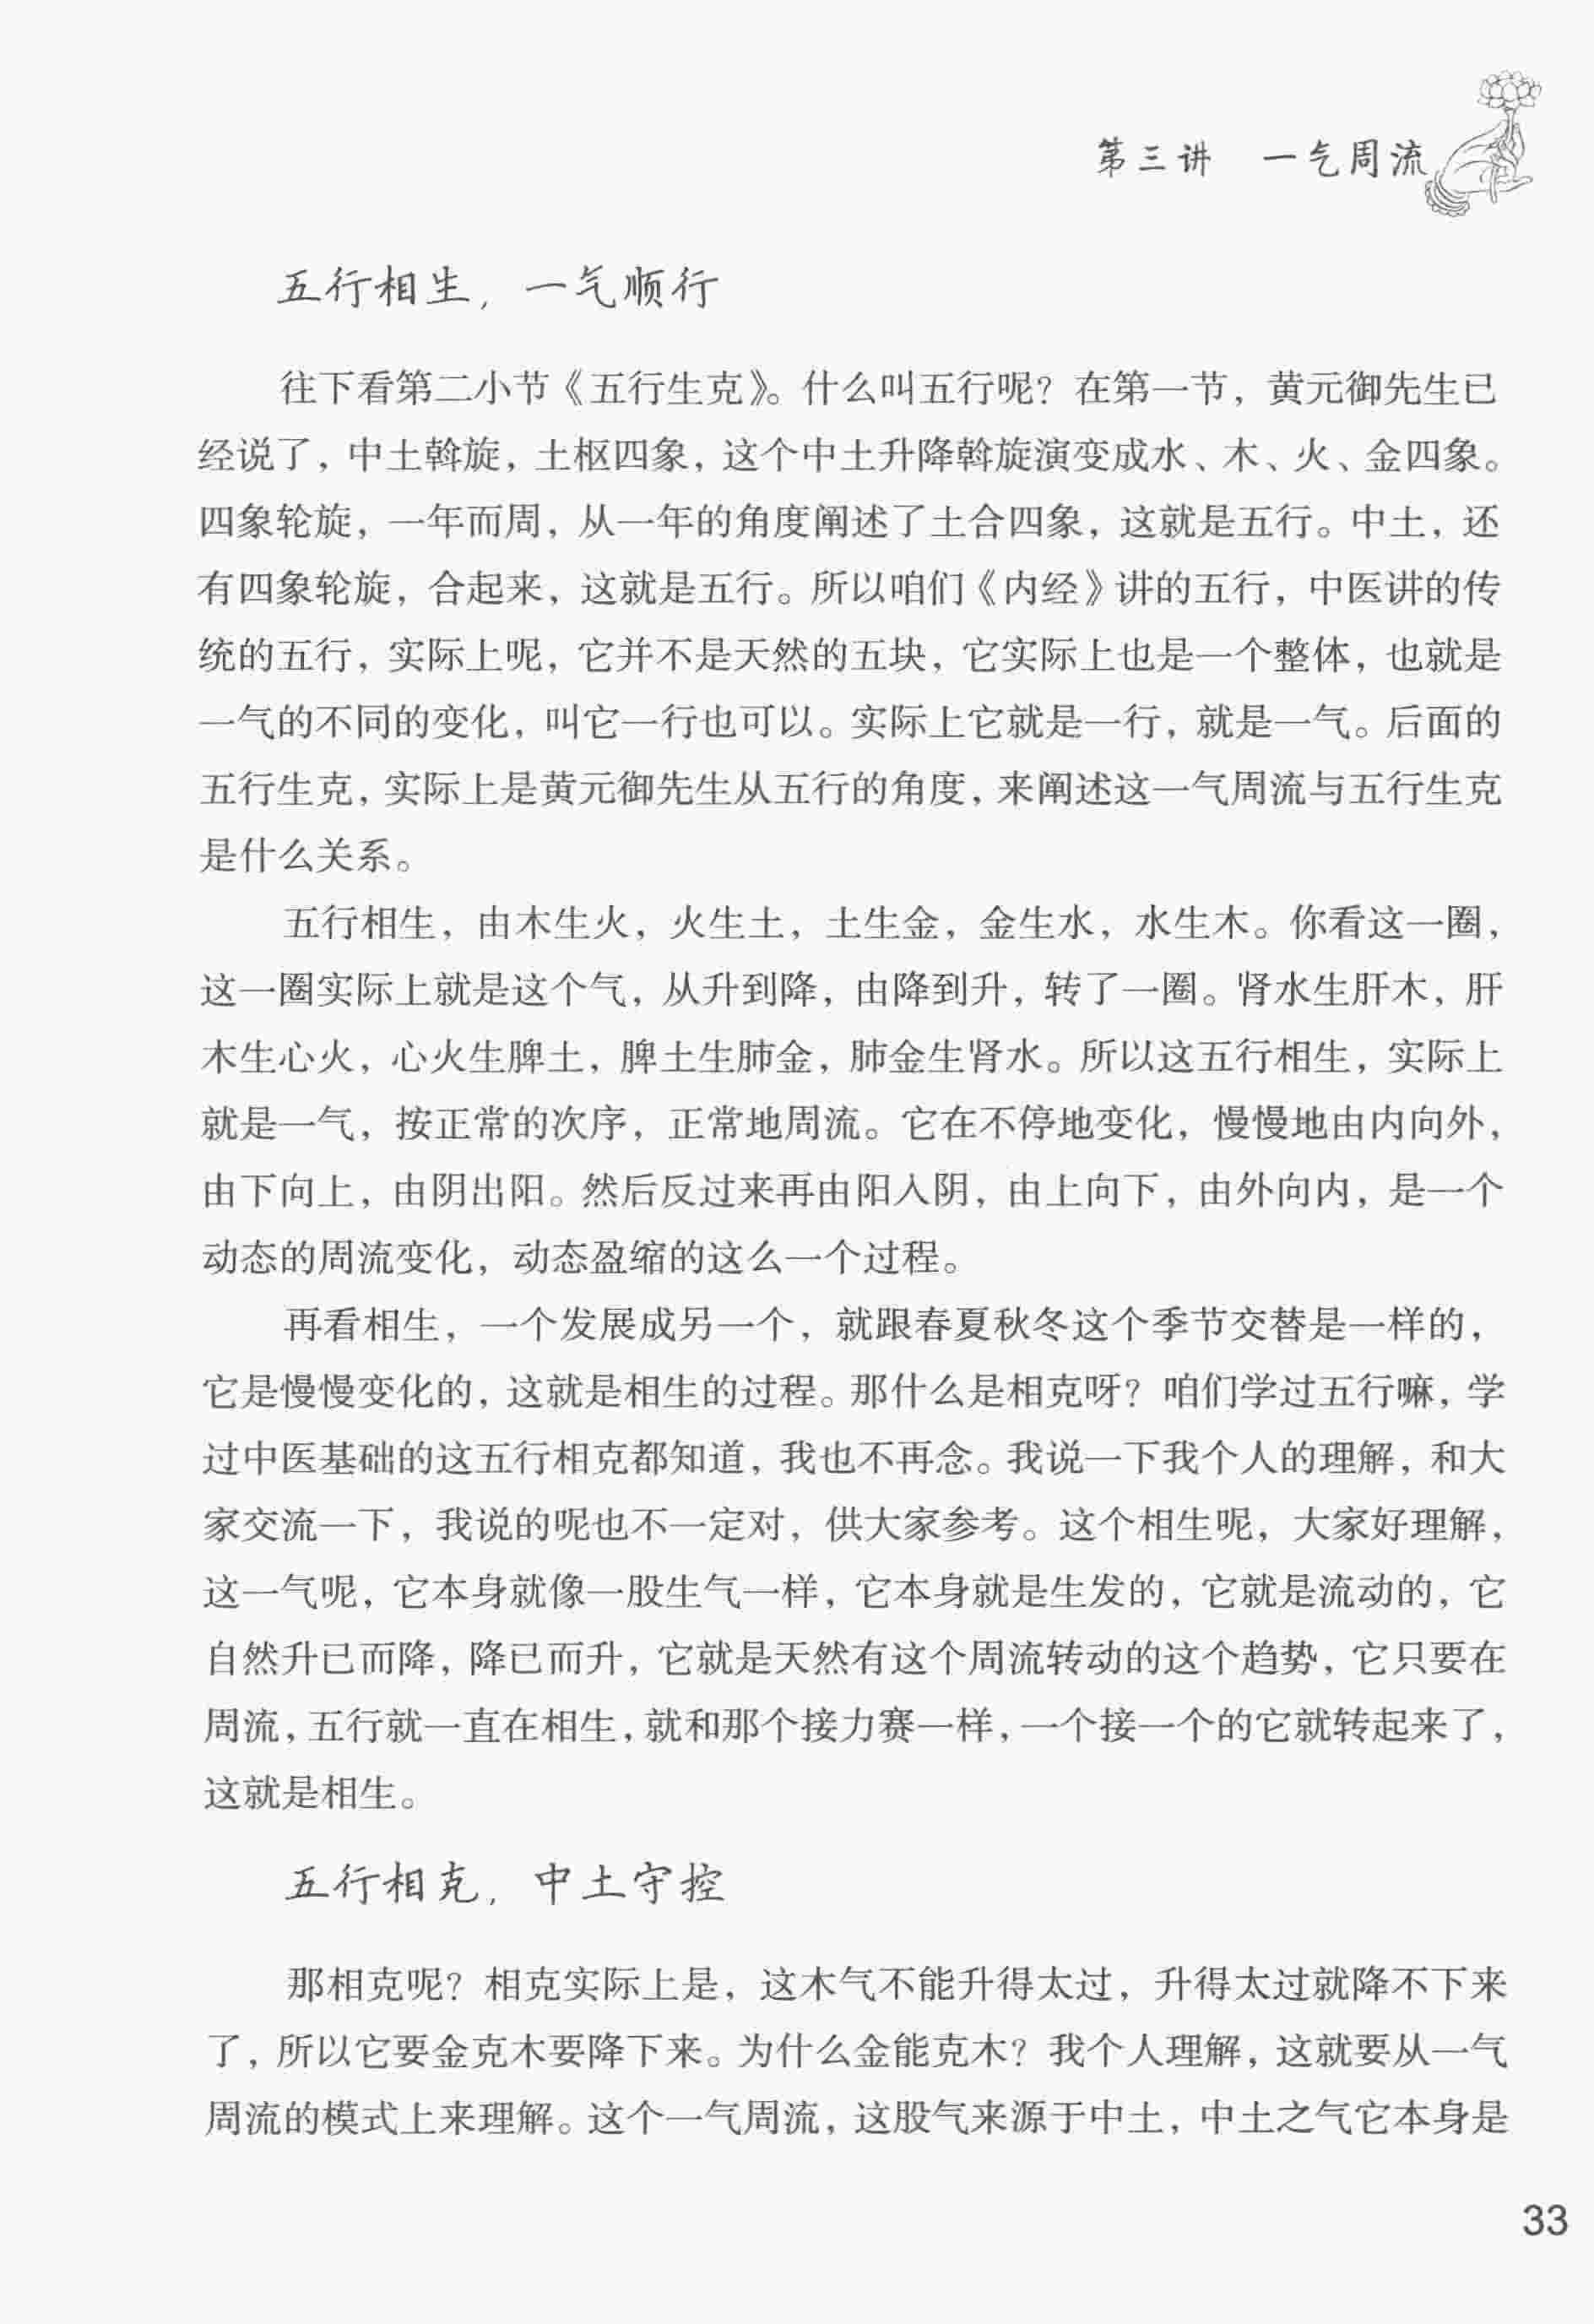 第三讲　一气周流
五行相生，一气顺行
往下看第二小节《五行生克》。什么叫五行呢？在第一节，黄元御先生已
经说了，中土斡旋，土枢四象，这个中土升降斡旋演变成水、木、火、金四象。
四象轮旋，一年而周，从一年的角度阐述了土合四象，这就是五行。中土，还
有四象轮旋，合起来，这就是五行。所以咱们《内经》讲的五行，中医讲的传
统的五行，实际上呢，它并不是天然的五块，它实际上也是一个整体，也就是
一气的不同的变化，叫它一行也可以。实际上它就是一行，就是一气。后面的
五行生克，实际上是黄元御先生从五行的角度，来阐述这一气周流与五行生克
是什么关系。
五行相生，由木生火，火生土，土生金，金生水，水生木。你看这一圈，
这一圈实际上就是这个气，从升到降，由降到升，转了一圈。肾水生肝木，肝
木生心火，心火生脾土，脾土生肺金，肺金生肾水。所以这五行相生，实际上
就是一气，按正常的次序，正常地周流。它在不停地变化，慢慢地由内向外，
由下向上，由阴出阳。然后反过来再由阳入阴，由上向下，由外向内，是一个
动态的周流变化，动态盈缩的这么一个过程。
再看相生，一个发展成另一个，就跟春夏秋冬这个季节交替是一样的，
它是慢慢变化的，这就是相生的过程。那什么是相克呀？咱们学过五行嘛，学
过中医基础的这五行相克都知道，我也不再念。我说一下我个人的理解，和大
家交流一下，我说的呢也不一定对，供大家参考。这个相生呢，大家好理解，
这一气呢，它本身就像一股生气一样，它本身就是生发的，它就是流动的，它
自然升已而降，降已而升，它就是天然有这个周流转动的这个趋势，它只要在
周流，五行就一直在相生，就和那个接力赛一样，一个接一个的它就转起来了，
这就是相生。
五行相克，中土守控
那相克呢？相克实际上是，这木气不能升得太过，升得太过就降不下来
了，所以它要金克木要降下来。为什么金能克木？我个人理解，这就要从一气
周流的模式上来理解。这个一气周流，这股气来源于中土，中土之气它本身是
33